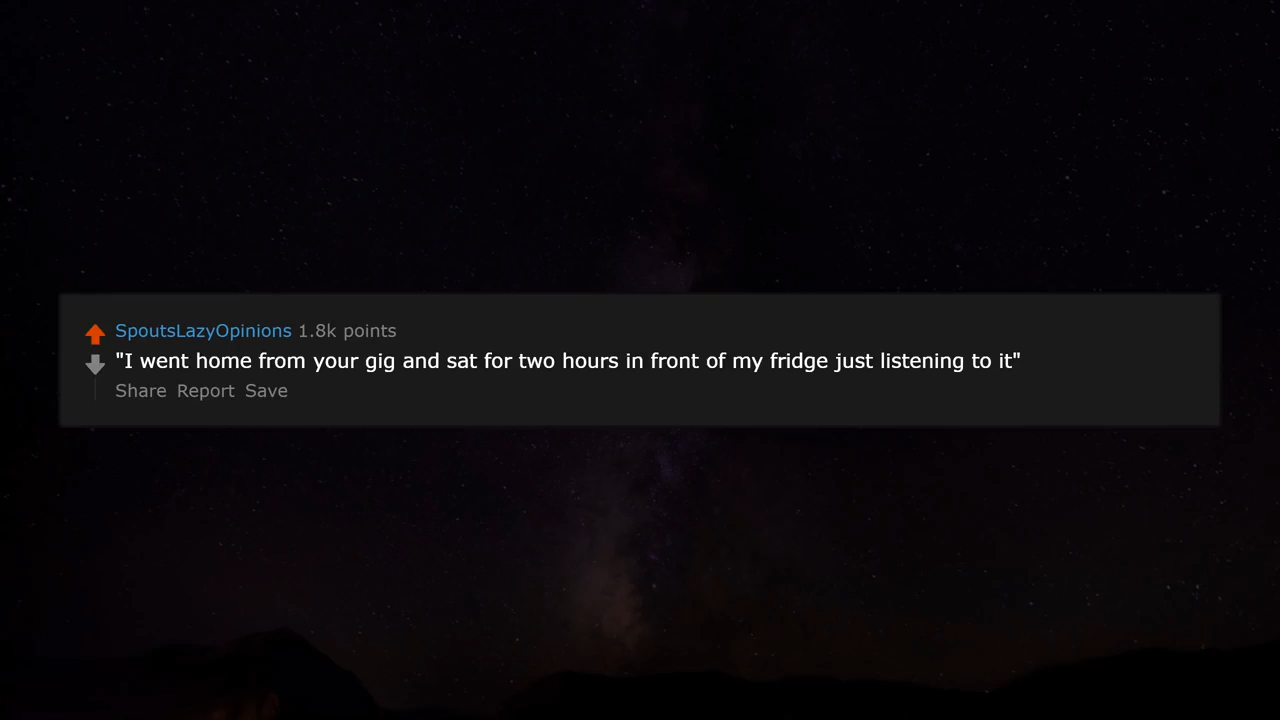 SpoutsLazyOpinions 1.8k points
"I went home from your gig and sat for two hours in front of my fridge just listening to it"
Share Report Save